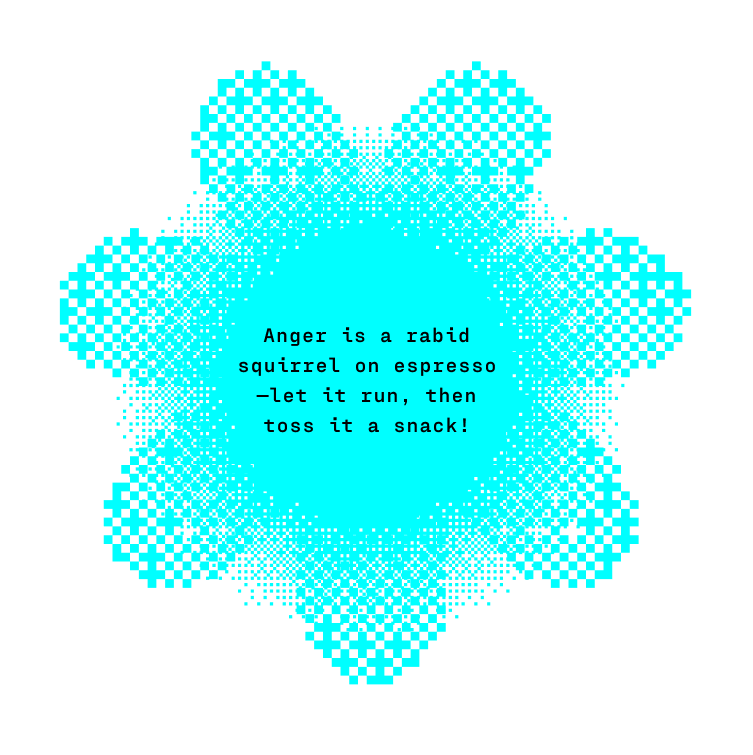 Anger is a rabid
squirrel on espresso
—let it run, then
toss it a snack!